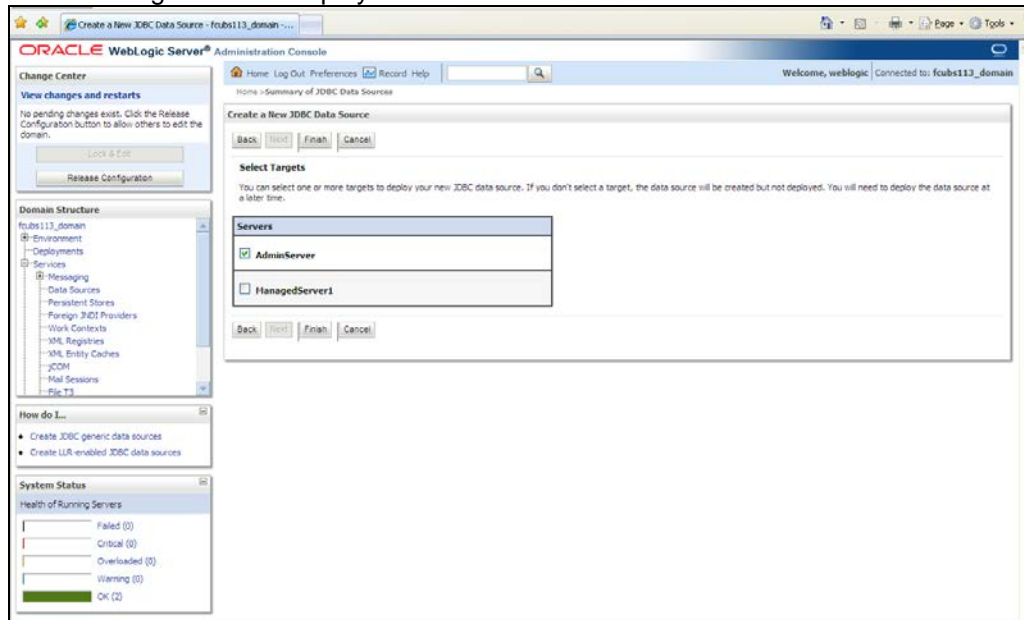 Create a New JDBC Data Source - fcubs113_domain -...
Page
Tools
ORACLE WebLogic Server® Administration Console
Change Center
View changes and restarts
No pending changes exist. Click the Release
Configuration button to allow others to edit the
domain.
Lock & Edit
Release Configuration
Domain Structure
fcubs113_domain
Environment
Deployments
Services
Messaging
Data Sources
Persistent Stores
Foreign JNDI Providers
Work Contexts
XML Registries
XML Entity Caches
jCOM
Mail Sessions
File T3
How do I...
Create JDBC generic data sources
Create LLR-enabled JDBC data sources
System Status
Health of Running Servers
Failed (0)
Critical (0)
Overloaded (0)
Warning (0)
OK (2)
Home Log Out Preferences Record Help
Welcome, weblogic Connected to: fcubs113_domain
Home >Summary of JDBC Data Sources
Create a New JDBC Data Source
Back Next Finish Cancel
Select Targets
You can select one or more targets to deploy your new JDBC data source. If you don't select a target, the data source will be created but not deployed. You will need to deploy the data source at
a later time.
Servers
AdminServer
ManagedServer1
Back Next Finish Cancel